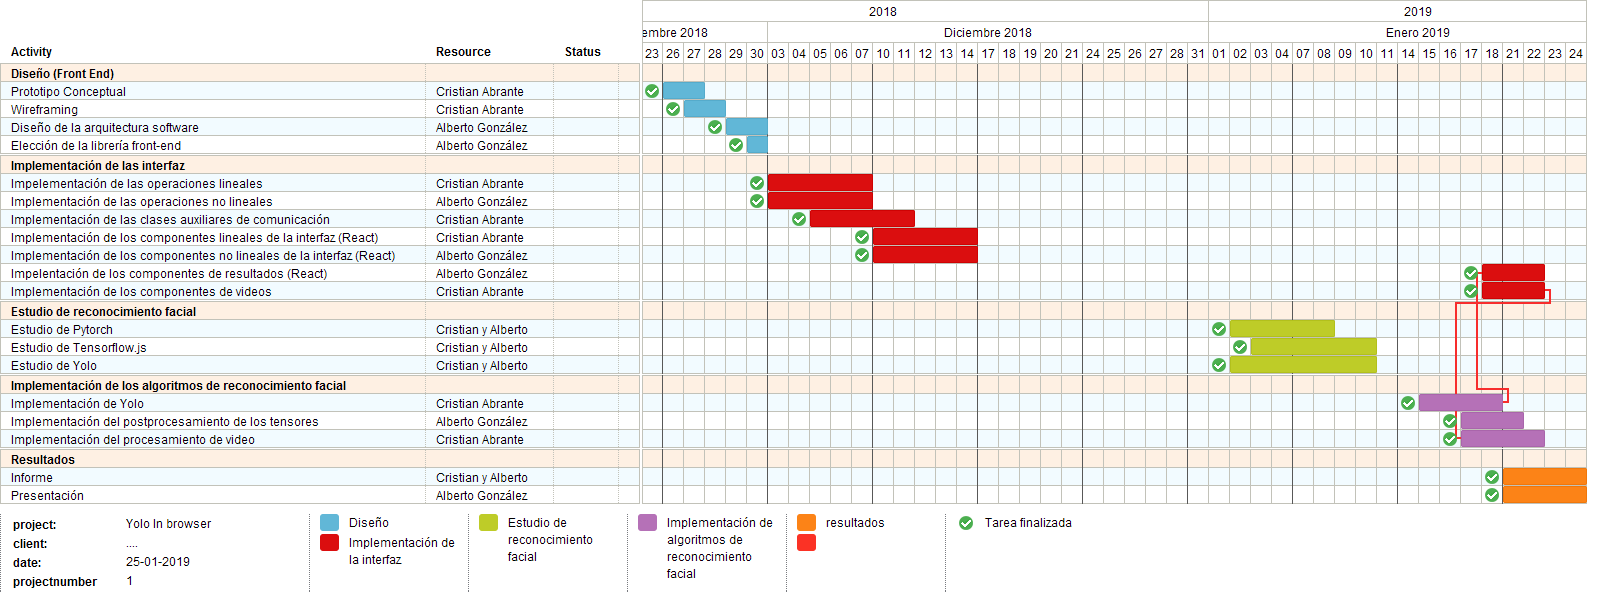 2018 2019
embre 2018 Diciembre 2018 Enero 2019
Activity Resource Status 23 26 27 28 29 30 03 04 05 06 07 10 11 12 13 14 17 18 19 20 21 24 25 26 27 28 31 01 02 03 04 07 08 09 10 11 14 15 16 17 18 21 22 23 24
Diseño (Front End)
Prototipo Conceptual Cristian Abrante
Wireframing Cristian Abrante
Diseño de la arquitectura software Alberto González
Elección de la librería front-end Alberto González
Implementación de las interfaz
Impelementación de las operaciones lineales Cristian Abrante
Implementación de las operaciones no lineales Alberto González
Implementación de las clases auxiliares de comunicación Cristian Abrante
Implementación de los componentes lineales de la interfaz (React) Cristian Abrante
Implementación de los componentes no lineales de la interfaz (React) Alberto González
Impelentación de los componentes de resultados (React) Alberto González
Implementación de los componentes de videos Cristian Abrante
Estudio de reconocimiento facial
Estudio de Pytorch Cristian y Alberto
Estudio de Tensorflow.js Cristian y Alberto
Estudio de Yolo Cristian y Alberto
Implementación de los algoritmos de reconocimiento facial
Implementación de Yolo Cristian Abrante
Implementación del postprocesamiento de los tensores Alberto González
Implementación del procesamiento de video Cristian Abrante
Resultados
Informe Cristian y Alberto
Presentación Alberto González
project: Yolo In browser
client: ....
date: 25-01-2019
projectnumber 1
Diseño
Implementación de
la interfaz
Estudio de
reconocimiento
facial
Implementación de
algoritmos de
reconocimiento
facial
resultados
Tarea finalizada